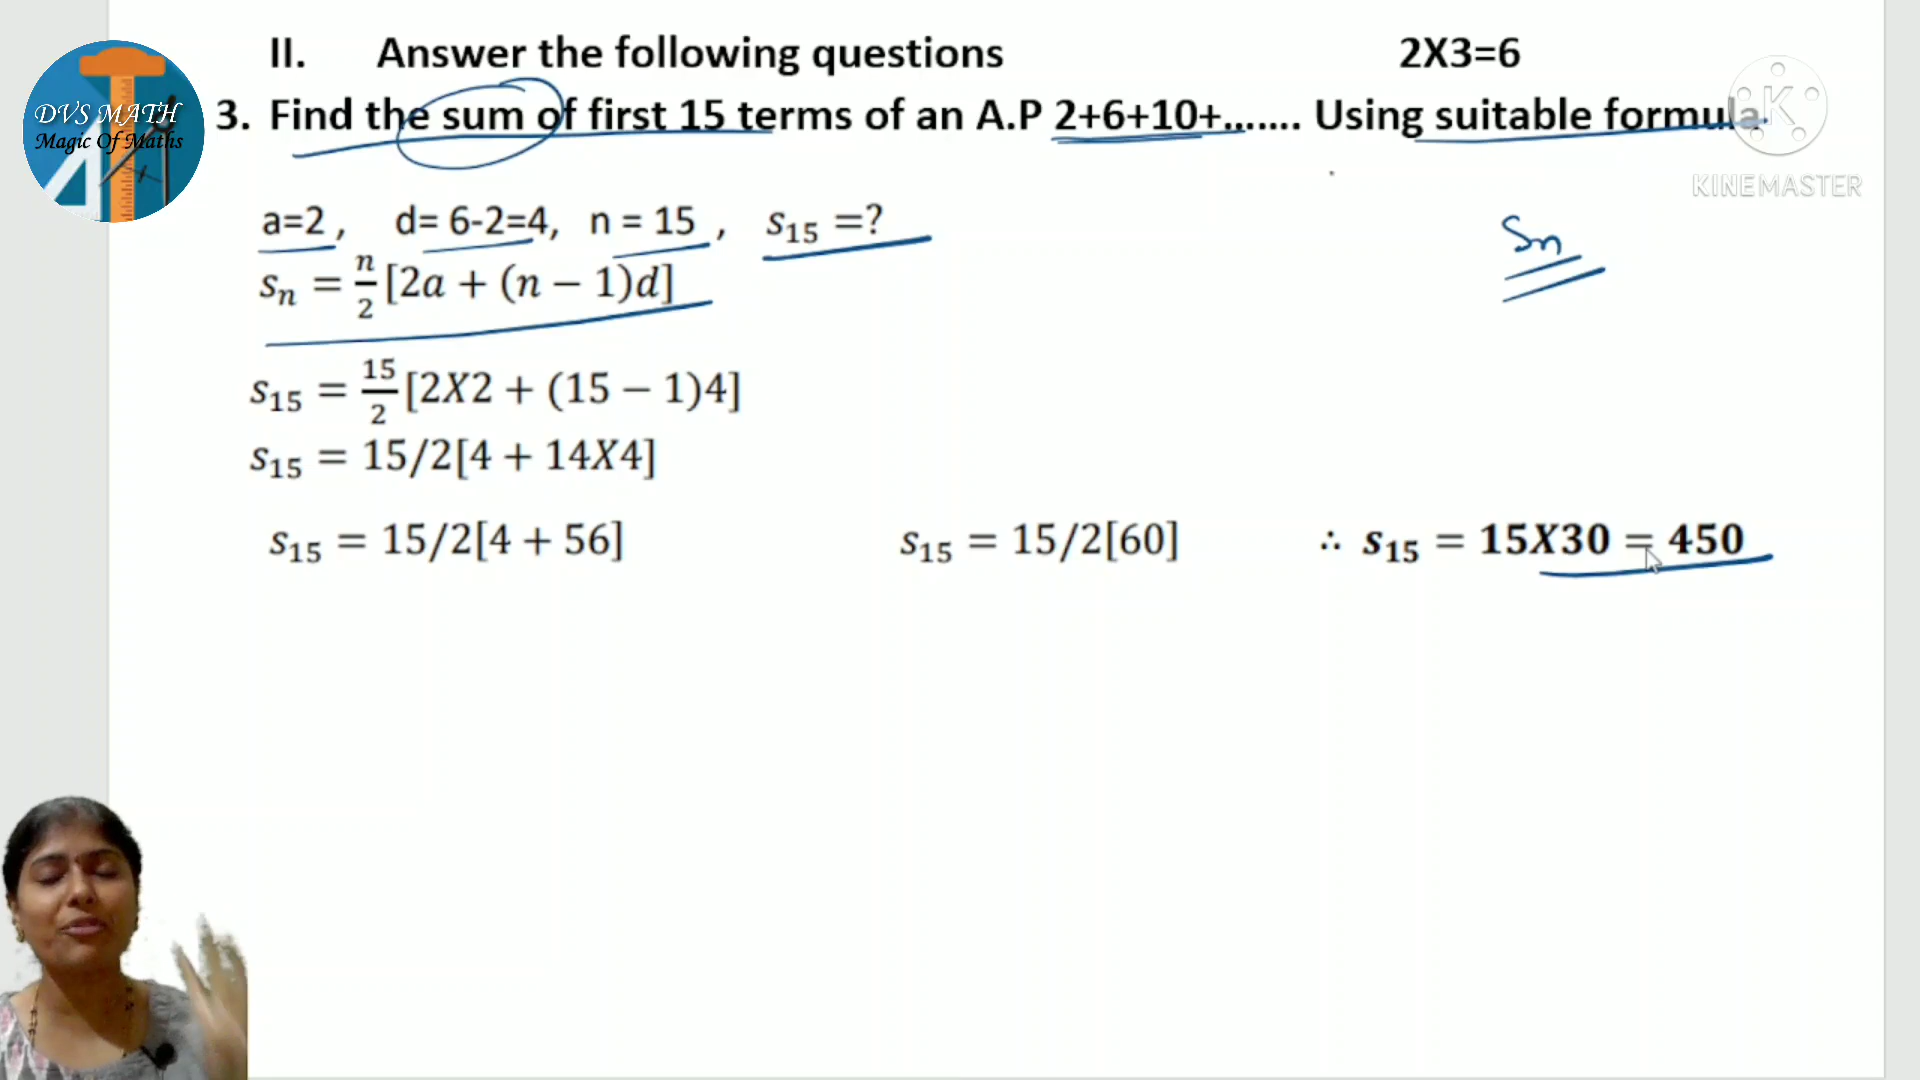 II. Answer the following questions 2X3=6
DVS MATH
Magic Of Maths
3. Find the sum of first 15 terms of an A.P 2+6+10+....... Using suitable formula
K
KINEMASTER
a=2 , d= 6-2=4, n = 15 , s₁₅ =?
Sn
sₙ = n/2 [2a + (n − 1)d]
s₁₅ = 15/2 [2X2 + (15 − 1)4]
s₁₅ = 15/2[4 + 14X4]
s₁₅ = 15/2[4 + 56] s₁₅ = 15/2[60] ∴ s₁₅ = 15X30 = 450